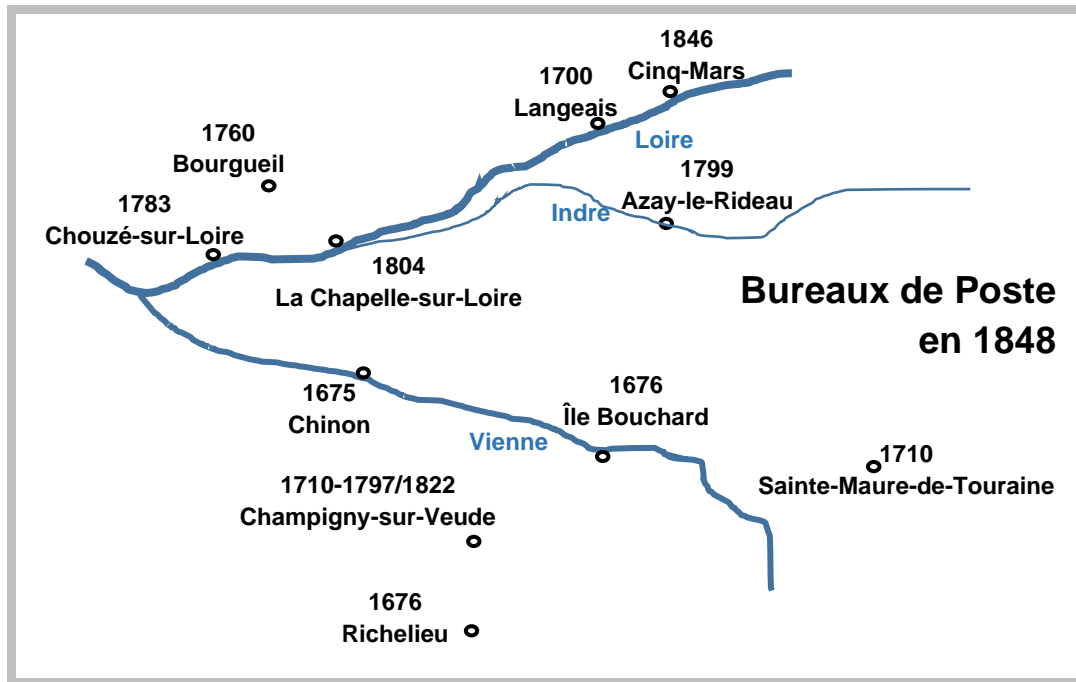 1846
Cinq-Mars
1700
Langeais
Loire
1760
Bourgueil
1799
Azay-le-Rideau
1783
Chouzé-sur-Loire
Indre
1804
La Chapelle-sur-Loire
Bureaux de Poste
en 1848
1675
Chinon
1676
Île Bouchard
Vienne
1710
Sainte-Maure-de-Touraine
1710-1797/1822
Champigny-sur-Veude
1676
Richelieu